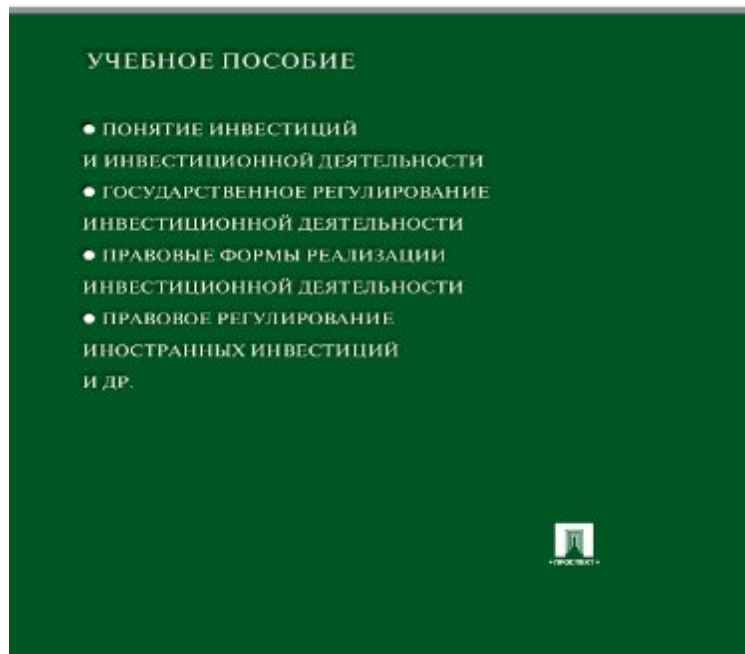 УЧЕБНОЕ ПОСОБИЕ
● ПОНЯТИЕ ИНВЕСТИЦИЙ
И ИНВЕСТИЦИОННОЙ ДЕЯТЕЛЬНОСТИ
● ГОСУДАРСТВЕННОЕ РЕГУЛИРОВАНИЕ
ИНВЕСТИЦИОННОЙ ДЕЯТЕЛЬНОСТИ
● ПРАВОВЫЕ ФОРМЫ РЕАЛИЗАЦИИ
ИНВЕСТИЦИОННОЙ ДЕЯТЕЛЬНОСТИ
● ПРАВОВОЕ РЕГУЛИРОВАНИЕ
ИНОСТРАННЫХ ИНВЕСТИЦИЙ
И ДР.
•ПРОСПЕКТ•